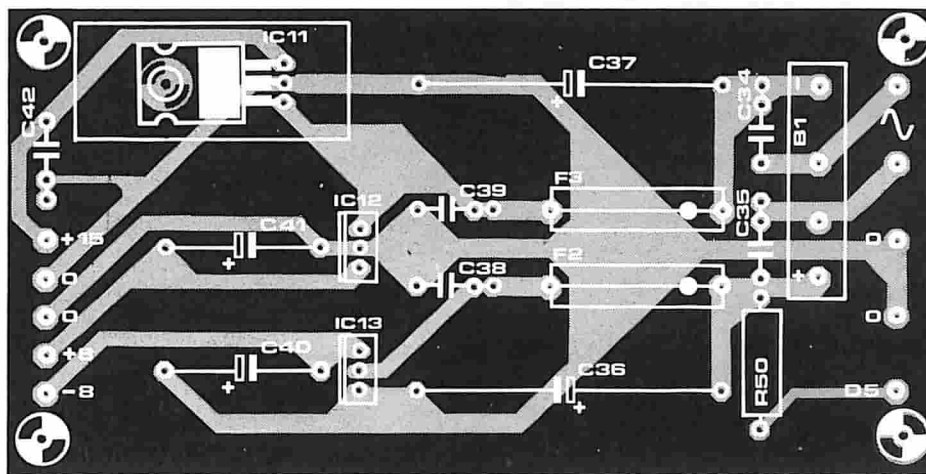 IC11
C37
C42
C34
B1
-
+
F3
C39
IC12
C35
C41
+
+15
0
0
0
F2
C38
+
IC13
+8
C40
+
C36
+
R50
-8
D5
0